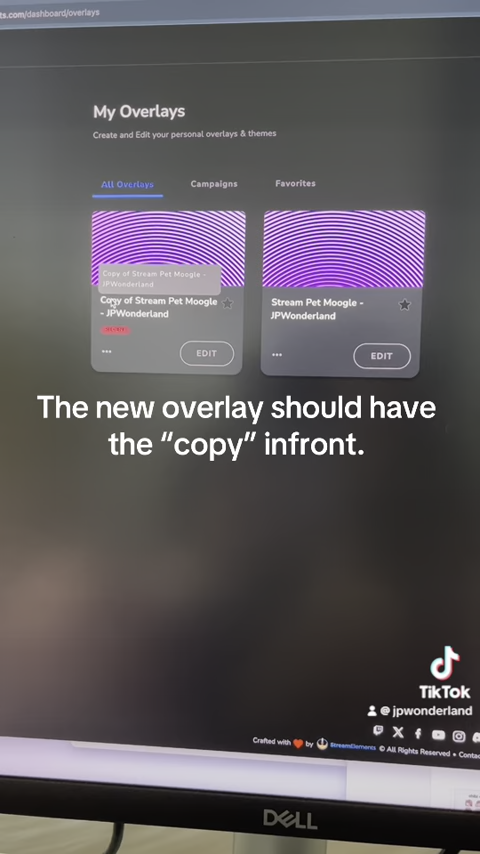 ts.com/dashboard/overlays
My Overlays
Create and Edit your personal overlays & themes
All Overlays
Campaigns
Favorites
Copy of Stream Pet Moogle -
JPWonderland
Copy of Stream Pet Moogle
- JPWonderland
EDIT
Stream Pet Moogle -
JPWonderland
EDIT
The new overlay should have
the “copy” infront.
TikTok
@jpwonderland
Crafted with by StreamElements © All Rights Reserved • Contac
DELL